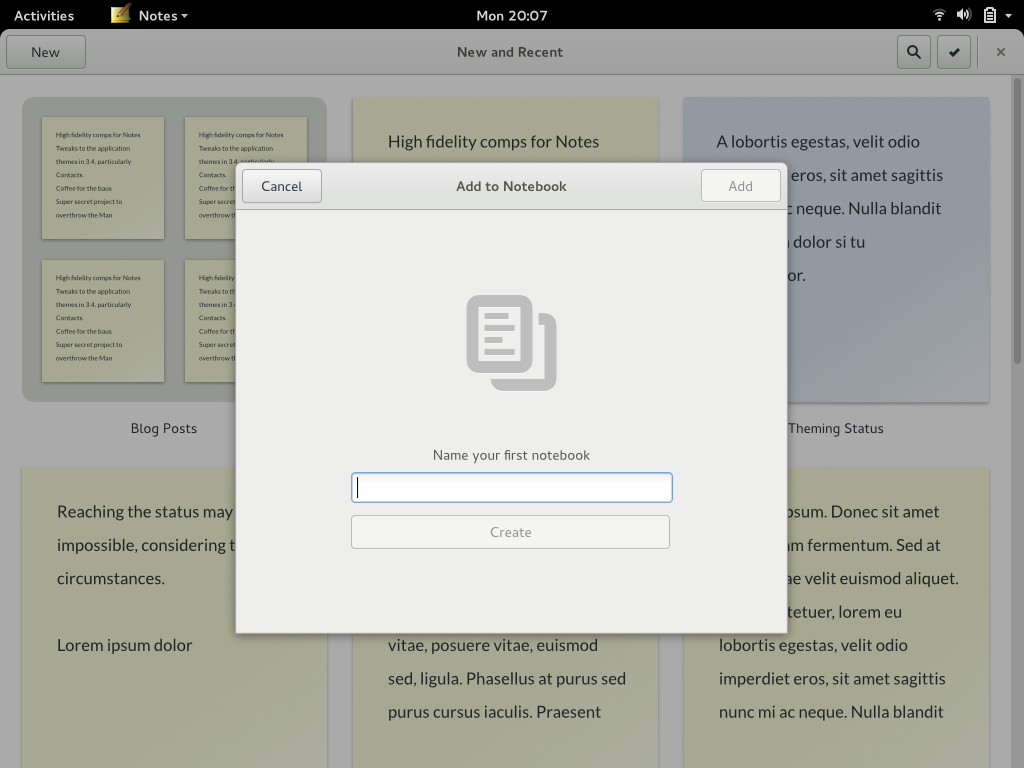 Activities
Notes
Mon 20:07
New
New and Recent
High fidelity comps for Notes
Tweaks to the application
themes in 3.4, particularly
Contacts.
Coffee for the baus
Super secret project to
overthrow the Man
High fidelity comps for Notes
Tweaks to the application
themes in 3.4, particularly
Coffee for th
Super secret
overthrow th
High fidelity comps for Notes
Tweaks to the application
themes in 3.4, particularly
Contacts.
Coffee for the baus
Super secret project to
overthrow the Man
High fidelity
Tweaks to th
themes in 3.
Contacts.
Coffee for th
Super secret
overthrow th
Blog Posts
High fidelity comps for Notes
A lobortis egestas, velit odio
eros, sit amet sagittis
c neque. Nulla blandit
dolor si tu
or.
Theming Status
Cancel
Add to Notebook
Add
Name your first notebook
Create
Reaching the status may
impossible, considering t
circumstances.
Lorem ipsum dolor
vitae, posuere vitae, euismod
sed, ligula. Phasellus at purus sed
purus cursus iaculis. Praesent
psum. Donec sit amet
m fermentum. Sed at
ae velit euismod aliquet.
tetuer, lorem eu
lobortis egestas, velit odio
imperdiet eros, sit amet sagittis
nunc mi ac neque. Nulla blandit